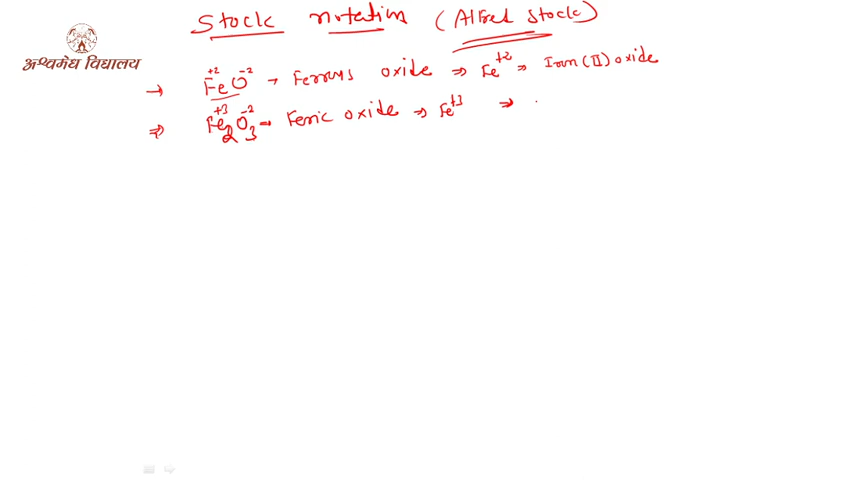 Stock notation (Alfred Stock)
अश्वमेध विद्यालय
→ Fe⁺²O⁻² → Ferrous oxide ⇒ Fe⁺² ⇒ Iron (II) oxide
⇒ Fe₂⁺³O₃⁻² → Ferric oxide ⇒ Fe⁺³ ⇒